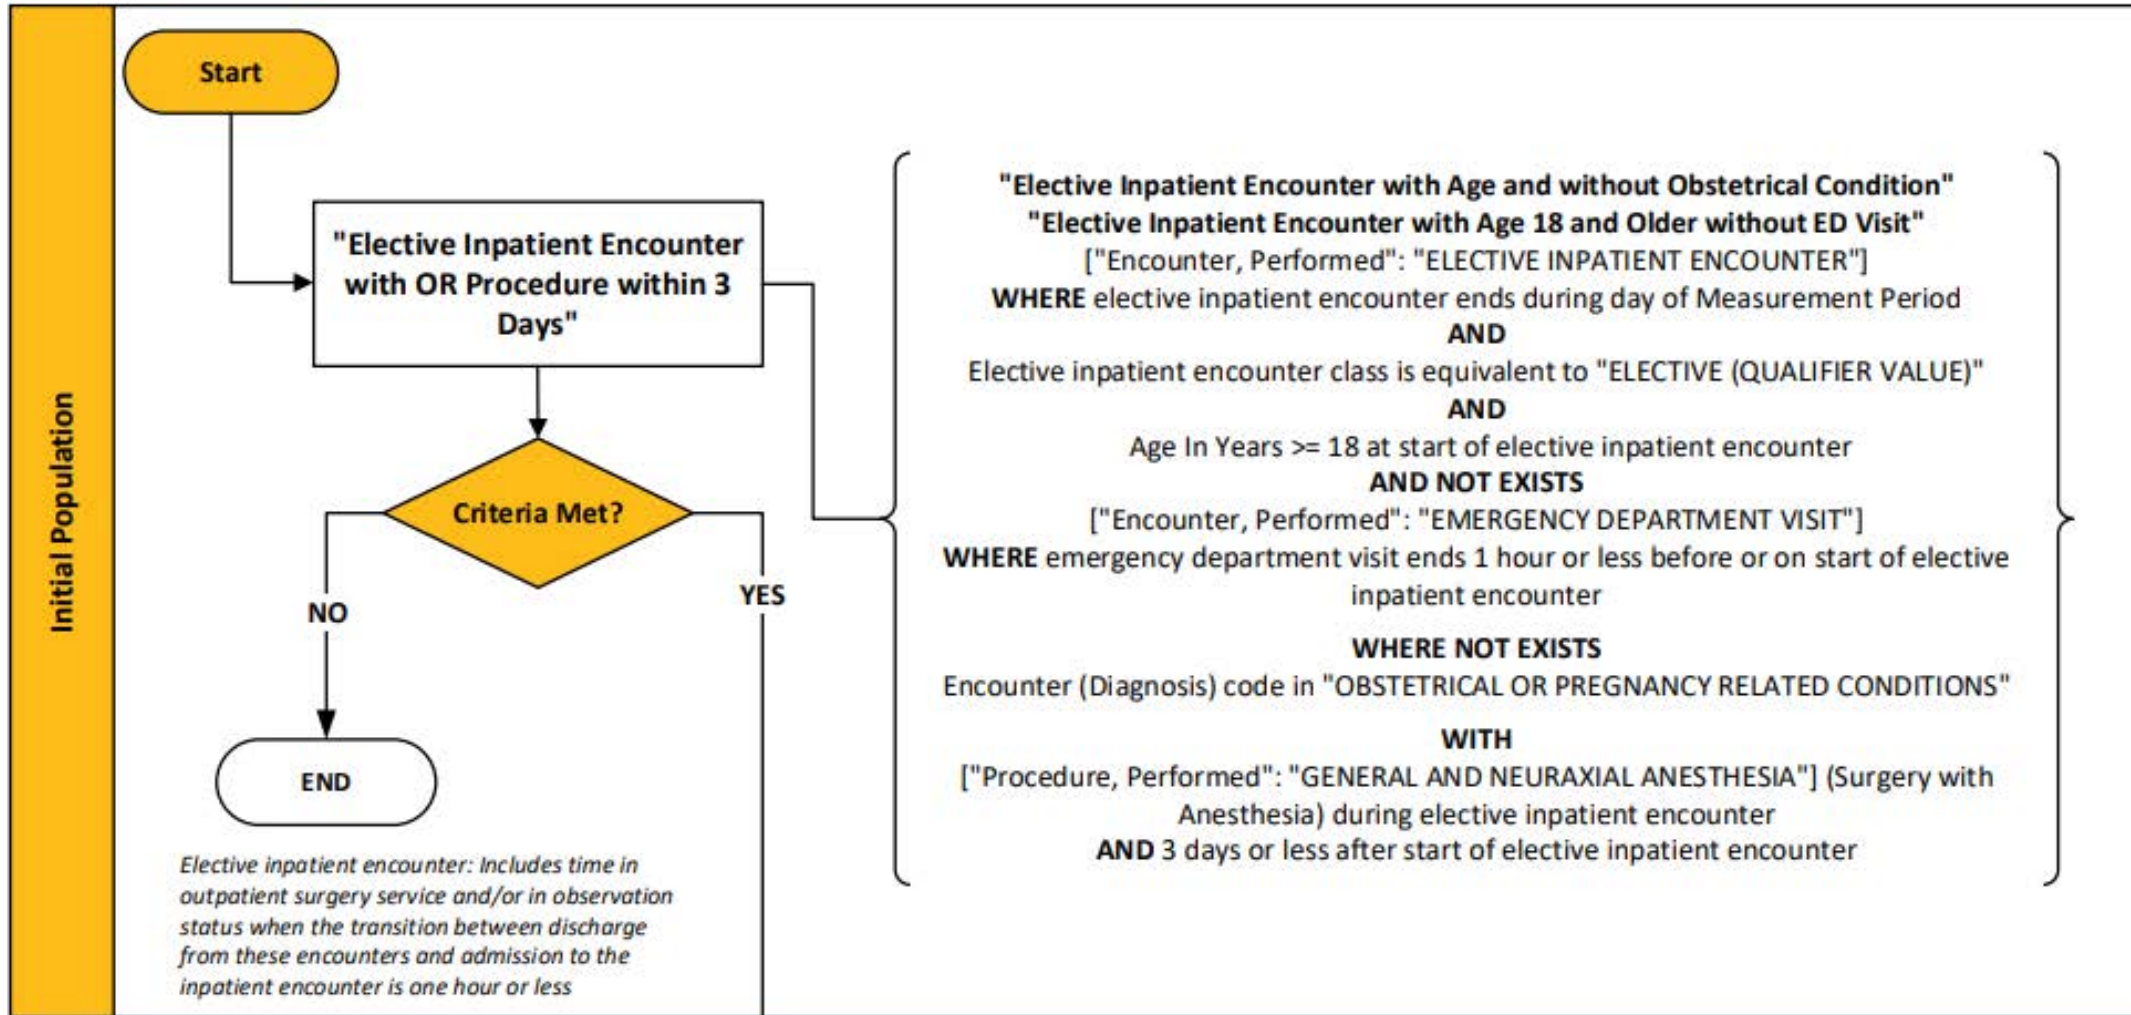 Initial Population
Start
"Elective Inpatient Encounter
with OR Procedure within 3
Days"
Criteria Met?
NO
YES
END
Elective inpatient encounter: Includes time in
outpatient surgery service and/or in observation
status when the transition between discharge
from these encounters and admission to the
inpatient encounter is one hour or less
"Elective Inpatient Encounter with Age and without Obstetrical Condition"
"Elective Inpatient Encounter with Age 18 and Older without ED Visit"
["Encounter, Performed": "ELECTIVE INPATIENT ENCOUNTER"]
WHERE elective inpatient encounter ends during day of Measurement Period
AND
Elective inpatient encounter class is equivalent to "ELECTIVE (QUALIFIER VALUE)"
AND
Age In Years >= 18 at start of elective inpatient encounter
AND NOT EXISTS
["Encounter, Performed": "EMERGENCY DEPARTMENT VISIT"]
WHERE emergency department visit ends 1 hour or less before or on start of elective
inpatient encounter
WHERE NOT EXISTS
Encounter (Diagnosis) code in "OBSTETRICAL OR PREGNANCY RELATED CONDITIONS"
WITH
["Procedure, Performed": "GENERAL AND NEURAXIAL ANESTHESIA"] (Surgery with
Anesthesia) during elective inpatient encounter
AND 3 days or less after start of elective inpatient encounter